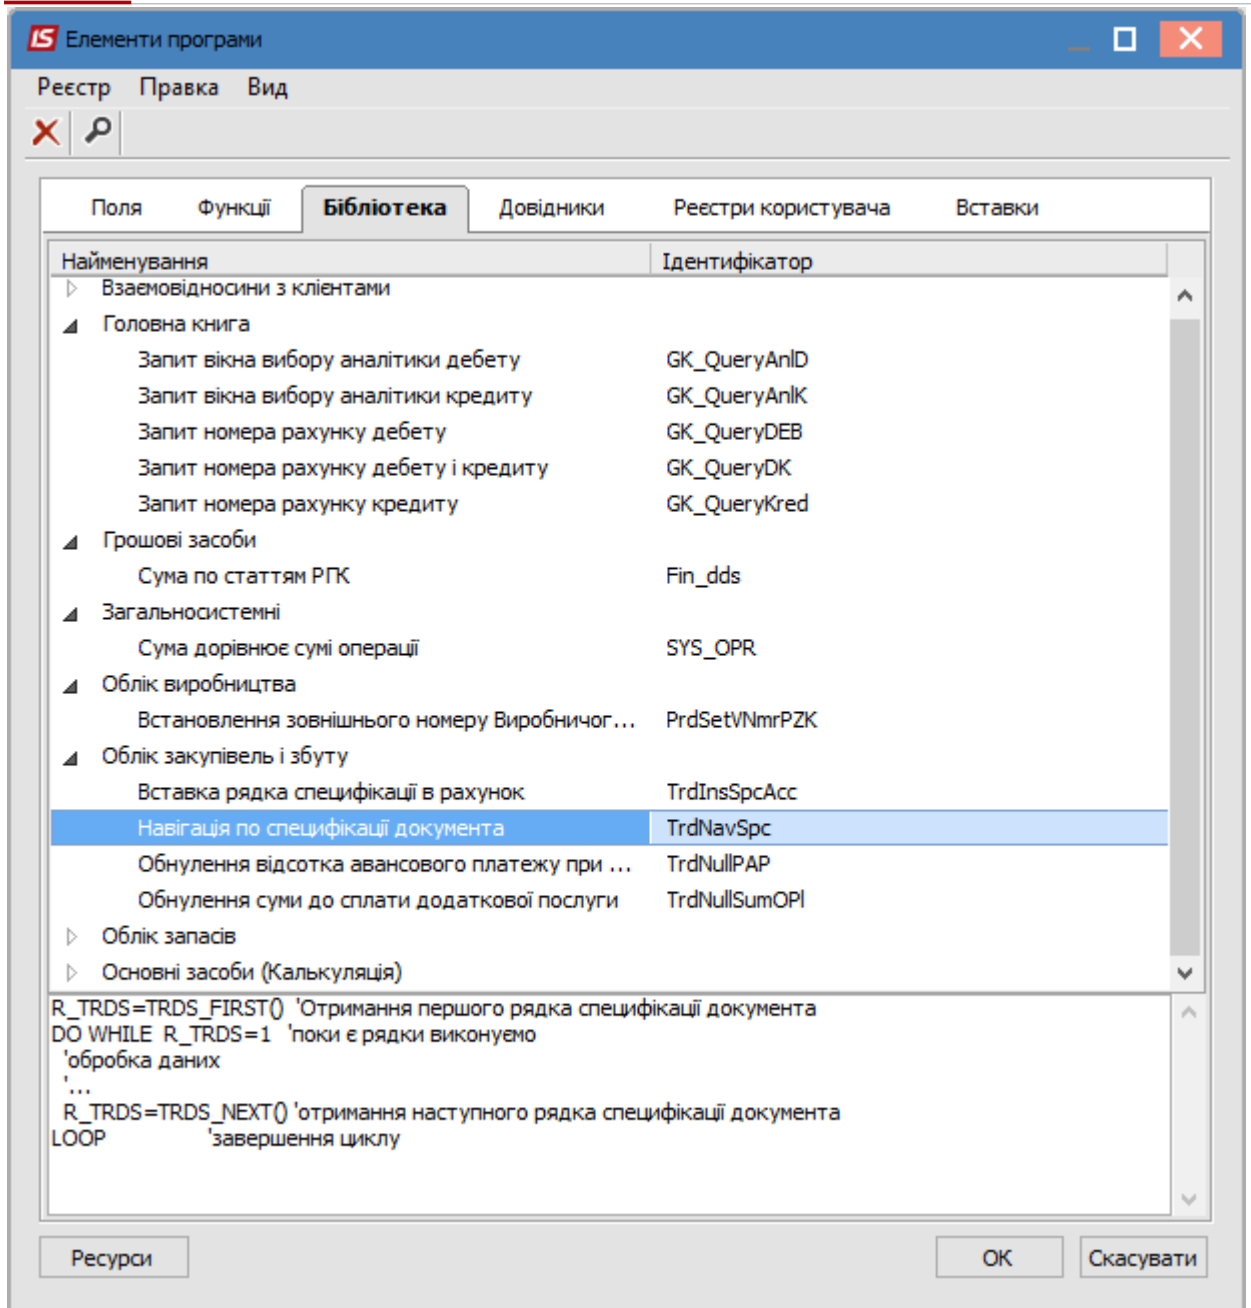 IS Елементи програми
Реєстр Правка Вид
Поля Функції Бібліотека Довідники Реєстри користувача Вставки
Найменування Ідентифікатор
Взаємовідносини з клієнтами
Головна книга
Запит вікна вибору аналітики дебету GK_QueryAnlD
Запит вікна вибору аналітики кредиту GK_QueryAnlK
Запит номера рахунку дебету GK_QueryDEB
Запит номера рахунку дебету і кредиту GK_QueryDK
Запит номера рахунку кредиту GK_QueryKred
Грошові засоби
Сума по статтям РГК Fin_dds
Загальносистемні
Сума дорівнює сумі операції SYS_OPR
Облік виробництва
Встановлення зовнішнього номеру Виробничог... PrdSetVNmrPZK
Облік закупівель і збуту
Вставка рядка специфікації в рахунок TrdInsSpcAcc
Навігація по специфікації документа TrdNavSpc
Обнулення відсотка авансового платежу при ... TrdNullPAP
Обнулення суми до сплати додаткової послуги TrdNullSumOPl
Облік запасів
Основні засоби (Калькуляція)
R_TRDS=TRDS_FIRST() 'Отримання першого рядка специфікації документа
DO WHILE R_TRDS=1 'поки є рядки виконуємо
'обробка даних
'...
R_TRDS=TRDS_NEXT() 'отримання наступного рядка специфікації документа
LOOP 'завершення циклу
Ресурси OK Скасувати